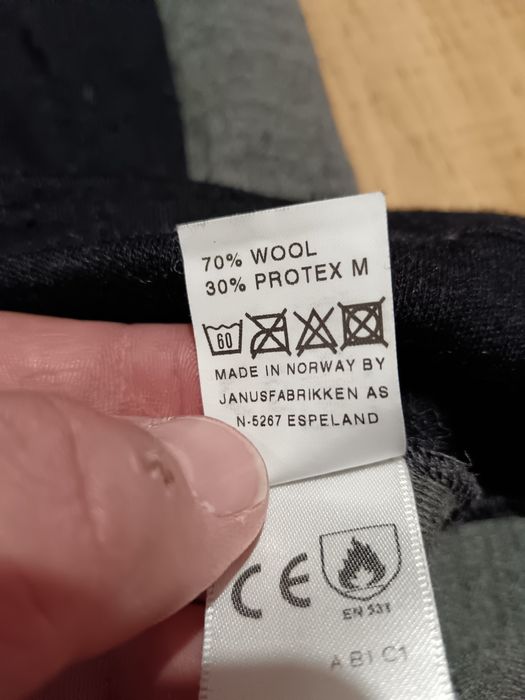 70% WOOL
30% PROTEX M
60
MADE IN NORWAY BY
JANUSFABRIKKEN AS
N-5267 ESPELAND
CE
EN 531
A B1 C1